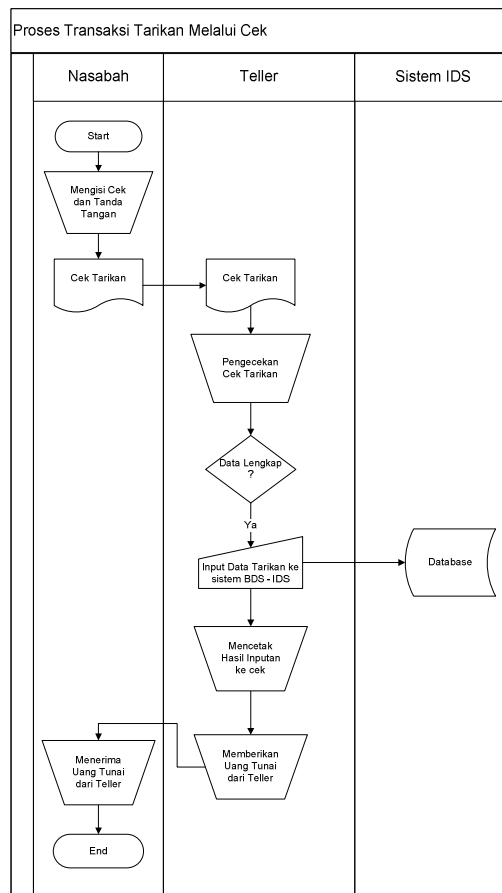 Proses Transaksi Tarikan Melalui Cek
Nasabah
Teller
Sistem IDS
Start
Mengisi Cek
dan Tanda
Tangan
Cek Tarikan
Cek Tarikan
Pengecekan
Cek Tarikan
Data Lengkap
?
Ya
Input Data Tarikan ke
sistem BDS - IDS
Database
Mencetak
Hasil Inputan
ke cek
Memberikan
Uang Tunai
dari Teller
Menerima
Uang Tunai
dari Teller
End